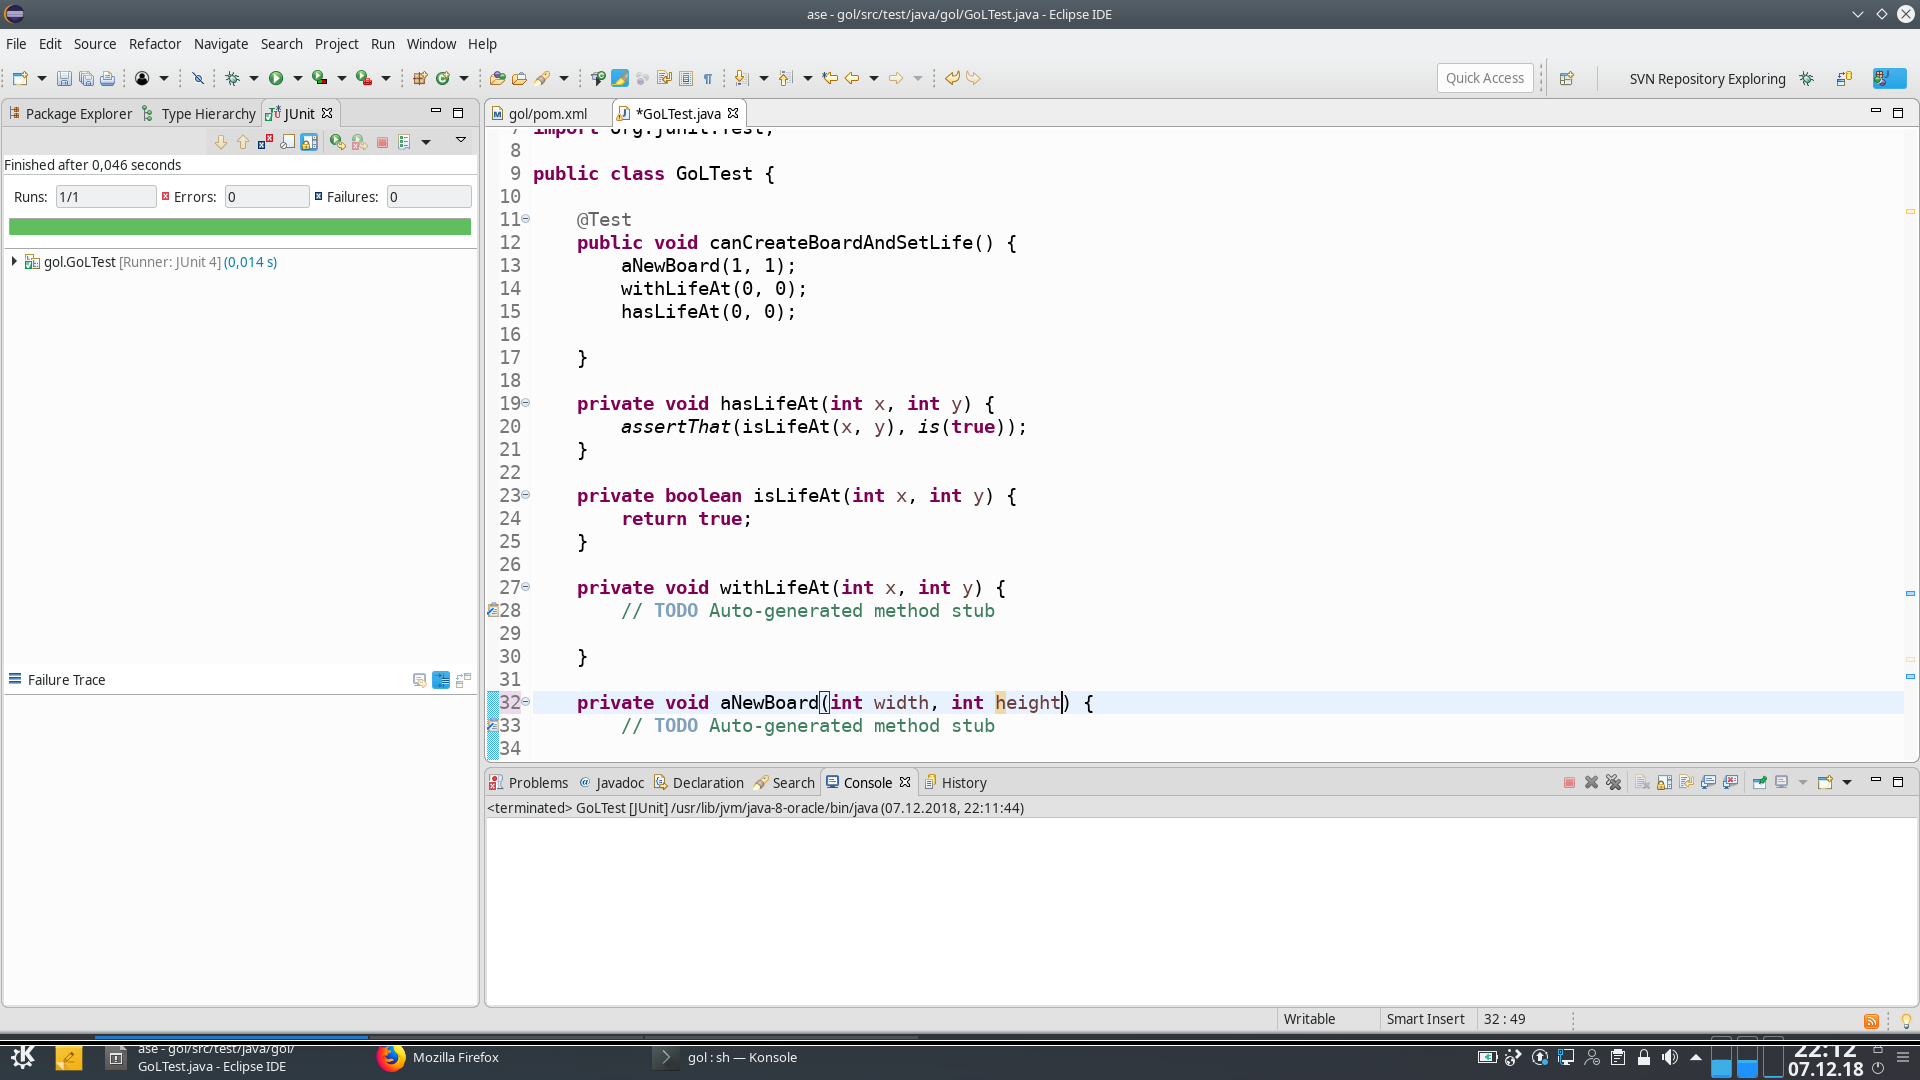 ase - gol/src/test/java/gol/GoLTest.java - Eclipse IDE
File Edit Source Refactor Navigate Search Project Run Window Help
Quick Access
SVN Repository Exploring
Package Explorer Type Hierarchy JUnit
Finished after 0,046 seconds
Runs: 1/1 Errors: 0 Failures: 0
gol.GoLTest [Runner: JUnit 4] (0,014 s)
Failure Trace
gol/pom.xml *GoLTest.java
7 import org.junit.Test;
8
9 public class GoLTest {
10
11 @Test
12 public void canCreateBoardAndSetLife() {
13 aNewBoard(1, 1);
14 withLifeAt(0, 0);
15 hasLifeAt(0, 0);
16
17 }
18
19 private void hasLifeAt(int x, int y) {
20 assertThat(isLifeAt(x, y), is(true));
21 }
22
23 private boolean isLifeAt(int x, int y) {
24 return true;
25 }
26
27 private void withLifeAt(int x, int y) {
28 // TODO Auto-generated method stub
29
30 }
31
32 private void aNewBoard(int width, int height) {
33 // TODO Auto-generated method stub
34
Problems Javadoc Declaration Search Console History
<terminated> GoLTest [JUnit] /usr/lib/jvm/java-8-oracle/bin/java (07.12.2018, 22:11:44)
Writable Smart Insert 32 : 49
ase - gol/src/test/java/gol/
GoLTest.java - Eclipse IDE
Mozilla Firefox
gol : sh — Konsole
22:12
07.12.18